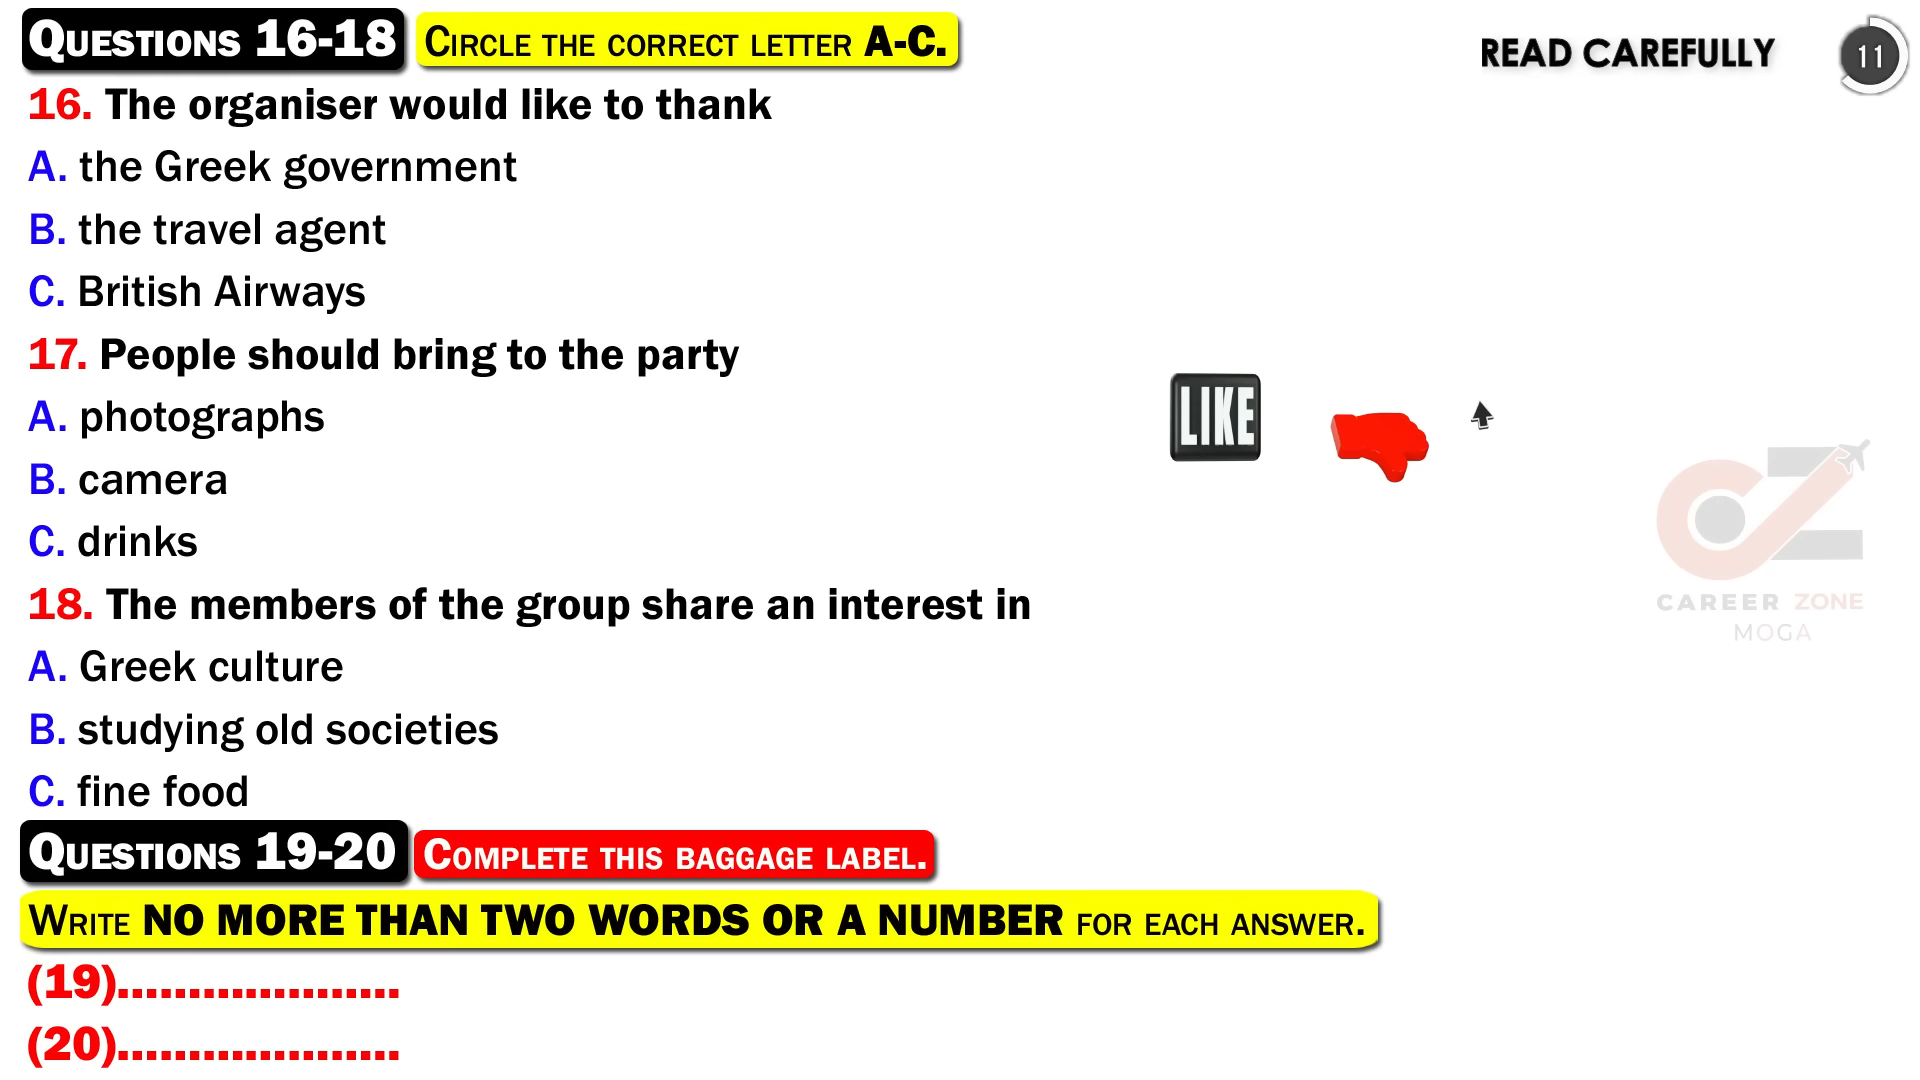 QUESTIONS 16-18 CIRCLE THE CORRECT LETTER A-C.
READ CAREFULLY 11
16. The organiser would like to thank
A. the Greek government
B. the travel agent
C. British Airways
17. People should bring to the party
A. photographs
B. camera
C. drinks
LIKE
18. The members of the group share an interest in
A. Greek culture
B. studying old societies
C. fine food
CZ
CAREER ZONE
MOGA
QUESTIONS 19-20 COMPLETE THIS BAGGAGE LABEL.
WRITE NO MORE THAN TWO WORDS OR A NUMBER FOR EACH ANSWER.
(19)....................
(20)....................